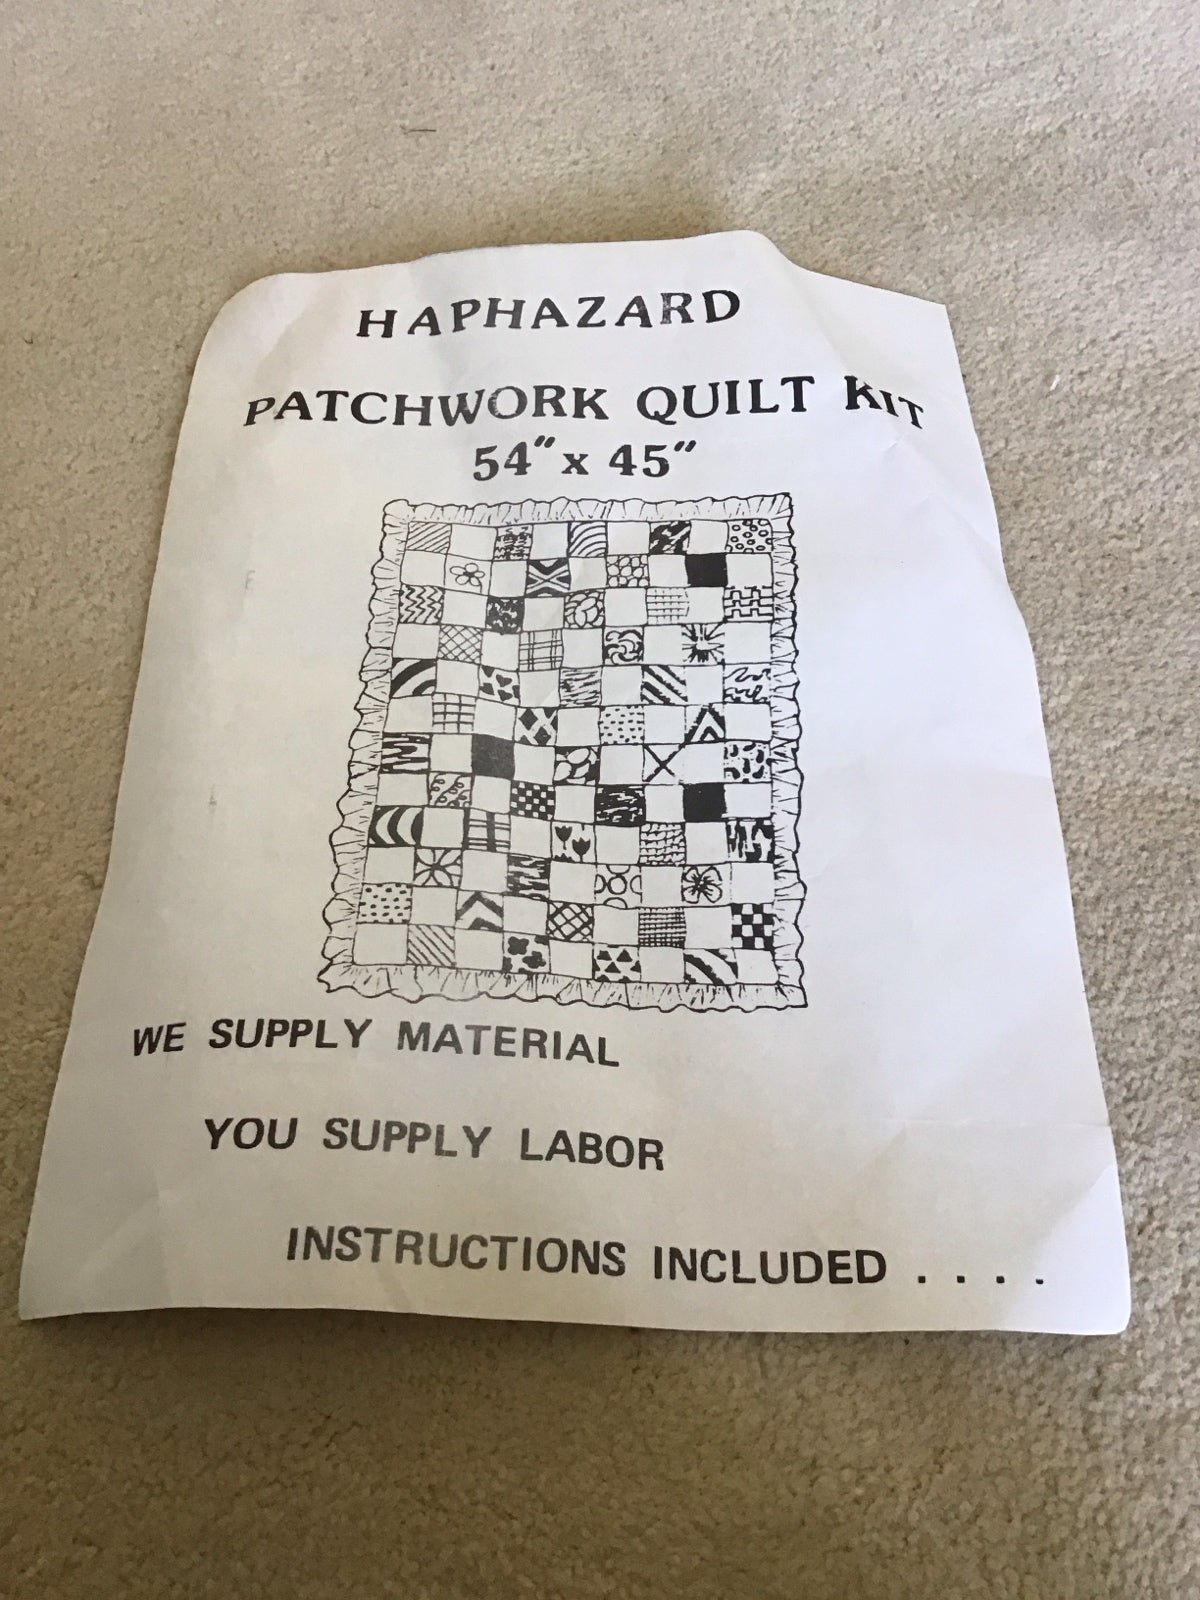 HAPHAZARD
PATCHWORK QUILT KIT
54" x 45"
WE SUPPLY MATERIAL
YOU SUPPLY LABOR
INSTRUCTIONS INCLUDED . . . .